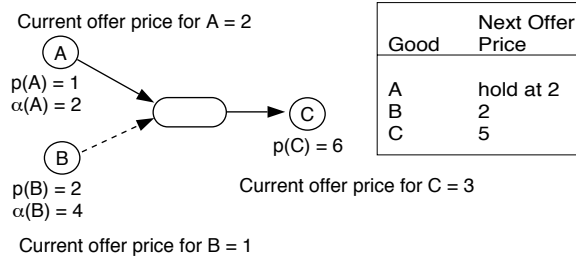 Current offer price for A = 2
A
p(A) = 1
α(A) = 2
B
p(B) = 2
α(B) = 4
Current offer price for B = 1
C
p(C) = 6
Current offer price for C = 3
Next Offer
Good Price
A hold at 2
B 2
C 5